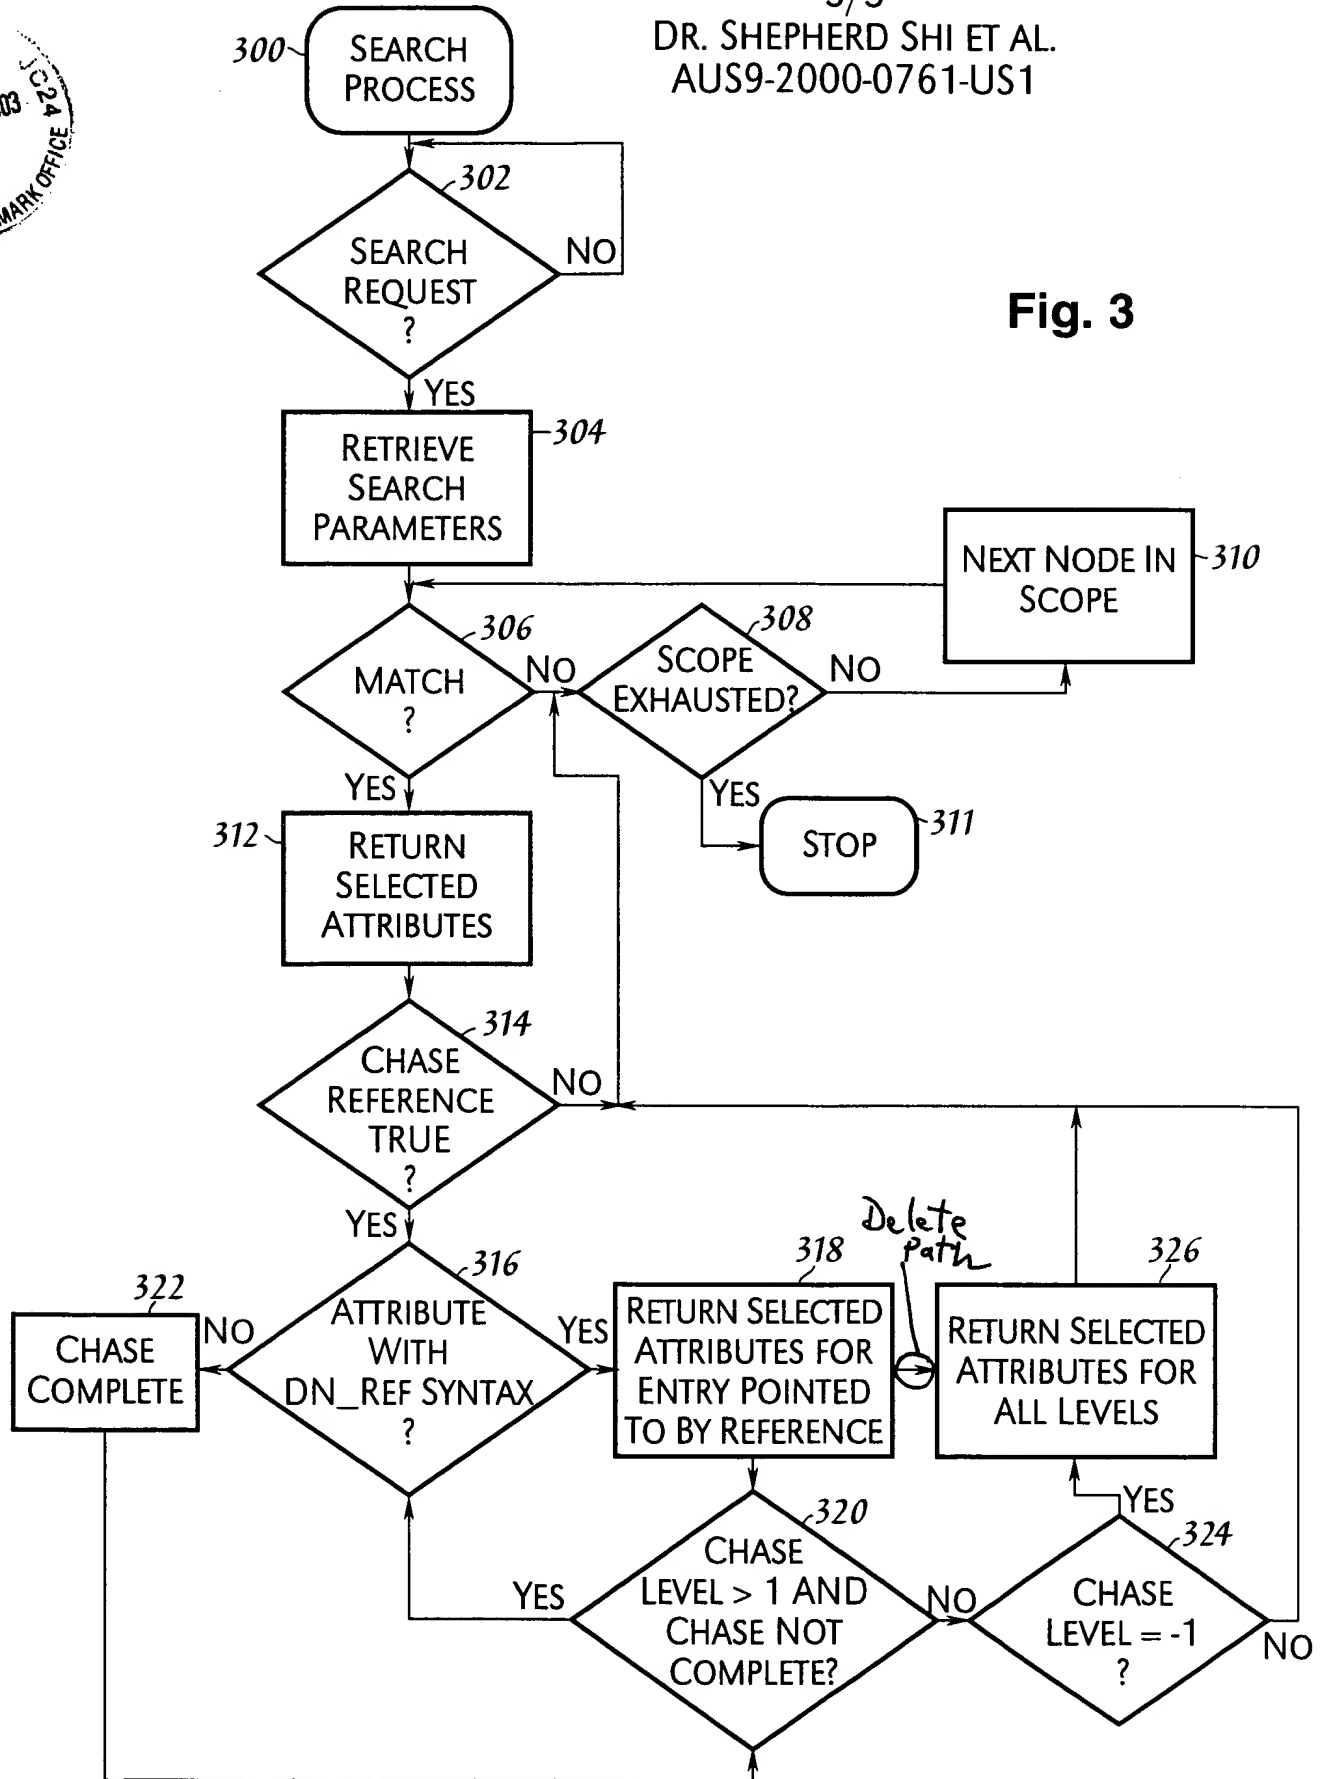 DR. SHEPHERD SHI ET AL.
AUS9-2000-0761-US1
JC24
03
MARK OFFICE
300
SEARCH
PROCESS
302
SEARCH
REQUEST
?
NO
Fig. 3
YES
304
RETRIEVE
SEARCH
PARAMETERS
NEXT NODE IN
SCOPE
310
306
MATCH
?
NO
308
SCOPE
EXHAUSTED?
NO
YES
YES
312
RETURN
SELECTED
ATTRIBUTES
STOP
311
314
CHASE
REFERENCE
TRUE
?
NO
YES
Delete
Path
316
318
326
322
ATTRIBUTE
WITH
DN_REF SYNTAX
?
NO
YES
CHASE
COMPLETE
RETURN SELECTED
ATTRIBUTES FOR
ENTRY POINTED
TO BY REFERENCE
RETURN SELECTED
ATTRIBUTES FOR
ALL LEVELS
320
CHASE
LEVEL > 1 AND
CHASE NOT
COMPLETE?
YES
NO
YES
324
CHASE
LEVEL = -1
?
NO